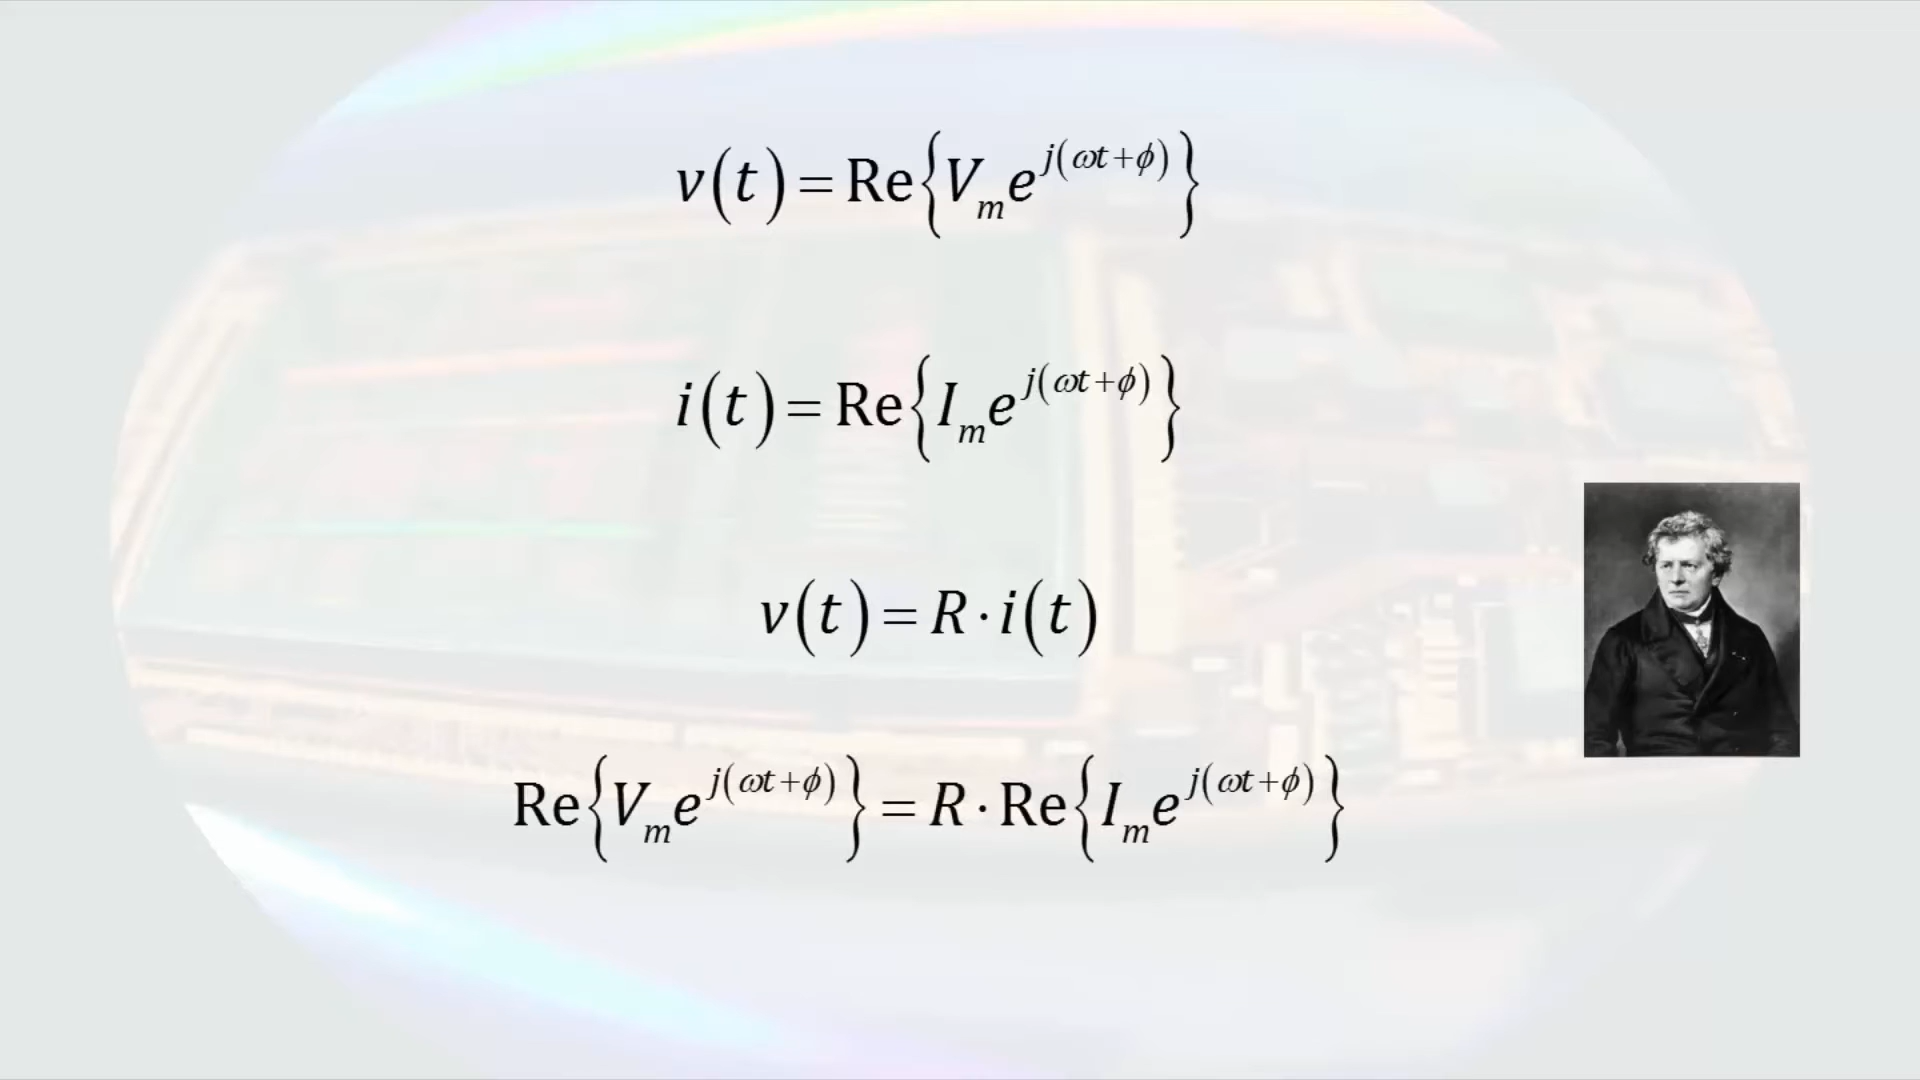 v(t) = Re{V_m e^{j(ωt+ϕ)}}
i(t) = Re{I_m e^{j(ωt+ϕ)}}
v(t) = R · i(t)
Re{V_m e^{j(ωt+ϕ)}} = R · Re{I_m e^{j(ωt+ϕ)}}